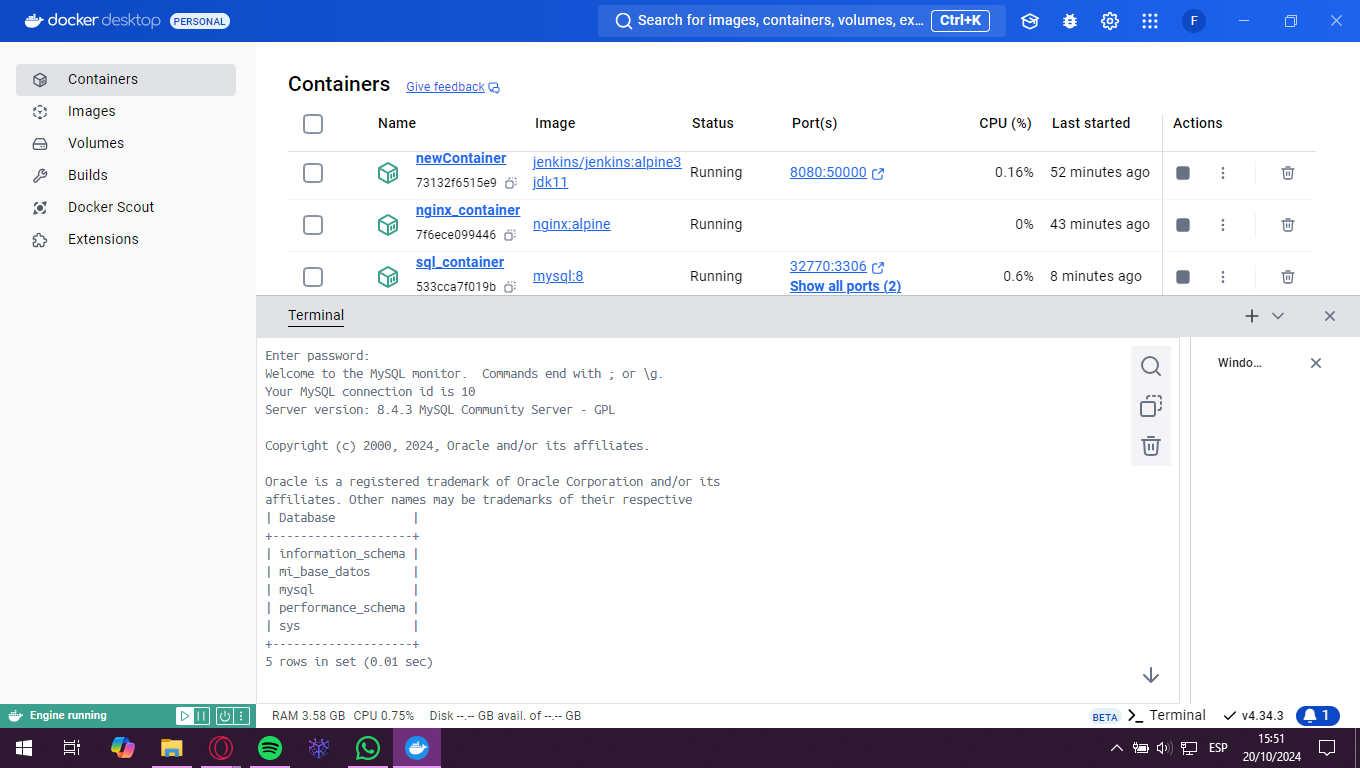 docker desktop PERSONAL
Search for images, containers, volumes, ex... Ctrl+K
F
Containers
Images
Volumes
Builds
Docker Scout
Extensions
Containers Give feedback
Name Image Status Port(s) CPU (%) Last started Actions
newContainer
73132f6515e9
jenkins/jenkins:alpine3
jdk11
Running 8080:50000 0.16% 52 minutes ago
nginx_container
7f6ece099446
nginx:alpine Running 0% 43 minutes ago
sql_container
533cca7f019b
mysql:8 Running
32770:3306
Show all ports (2)
0.6% 8 minutes ago
Terminal
Windo...
Enter password:
Welcome to the MySQL monitor.  Commands end with ; or \g.
Your MySQL connection id is 10
Server version: 8.4.3 MySQL Community Server - GPL
Copyright (c) 2000, 2024, Oracle and/or its affiliates.
Oracle is a registered trademark of Oracle Corporation and/or its
affiliates. Other names may be trademarks of their respective
| Database           |
+--------------------+
| information_schema |
| mi_base_datos      |
| mysql              |
| performance_schema |
| sys                |
+--------------------+
5 rows in set (0.01 sec)
Engine running
RAM 3.58 GB CPU 0.75% Disk --.-- GB avail. of --.-- GB
BETA Terminal v4.34.3 1
ESP
15:51
20/10/2024